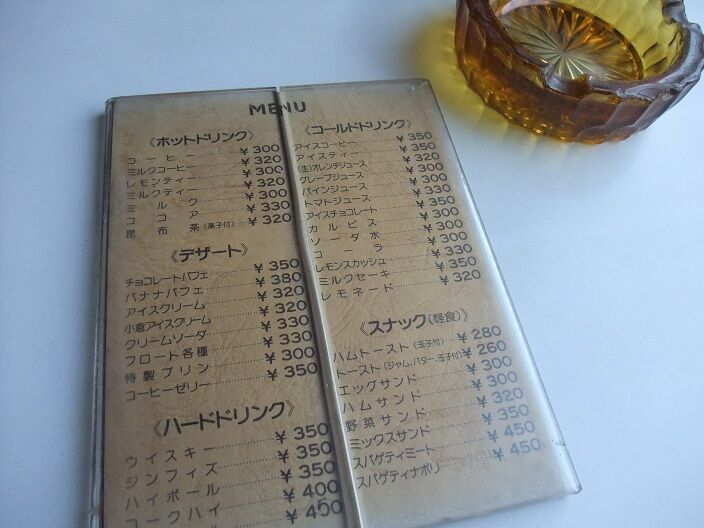 MENU
《ホットドリンク》
コーヒー ¥300
ミルクコーヒー ¥320
レモンティー ¥300
ミルクティー ¥320
ミルク ¥300
ココア ¥330
昆布茶(菓子付) ¥320
《デザート》
チョコレートパフェ ¥350
バナナパフェ ¥380
アイスクリーム ¥320
小倉アイスクリーム ¥320
クリームソーダ ¥330
フロート各種 ¥330
特製プリン ¥300
コーヒーゼリー ¥350
《ハードドリンク》
ウイスキー ¥350
ジンフィズ ¥350
ハイボール ¥350
コークハイ ¥400
¥450
《コールドドリンク》
アイスコーヒー ¥350
アイスティー ¥350
(生)オレンヂジュース ¥320
グレープジュース ¥300
パインジュース ¥300
トマトジュース ¥330
アイスチョコレート ¥350
カルピス ¥300
ソーダ水 ¥300
コーラ ¥300
レモンスカッシュ ¥330
ミルクセーキ ¥350
レモネード ¥320
《スナック(軽食)》
ハムトースト(玉子付) ¥280
トースト(ジャム、バター、玉子付) ¥260
エッグサンド ¥300
ハムサンド ¥300
野菜サンド ¥320
ミックスサンド ¥350
スパゲティミート ¥450
スパゲティナポリ ¥450